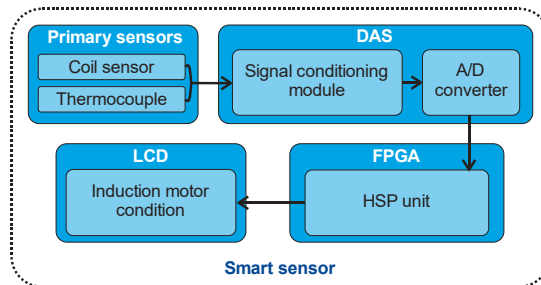 Primary sensors
Coil sensor
Thermocouple
DAS
Signal conditioning
module
A/D
converter
LCD
Induction motor
condition
FPGA
HSP unit
Smart sensor